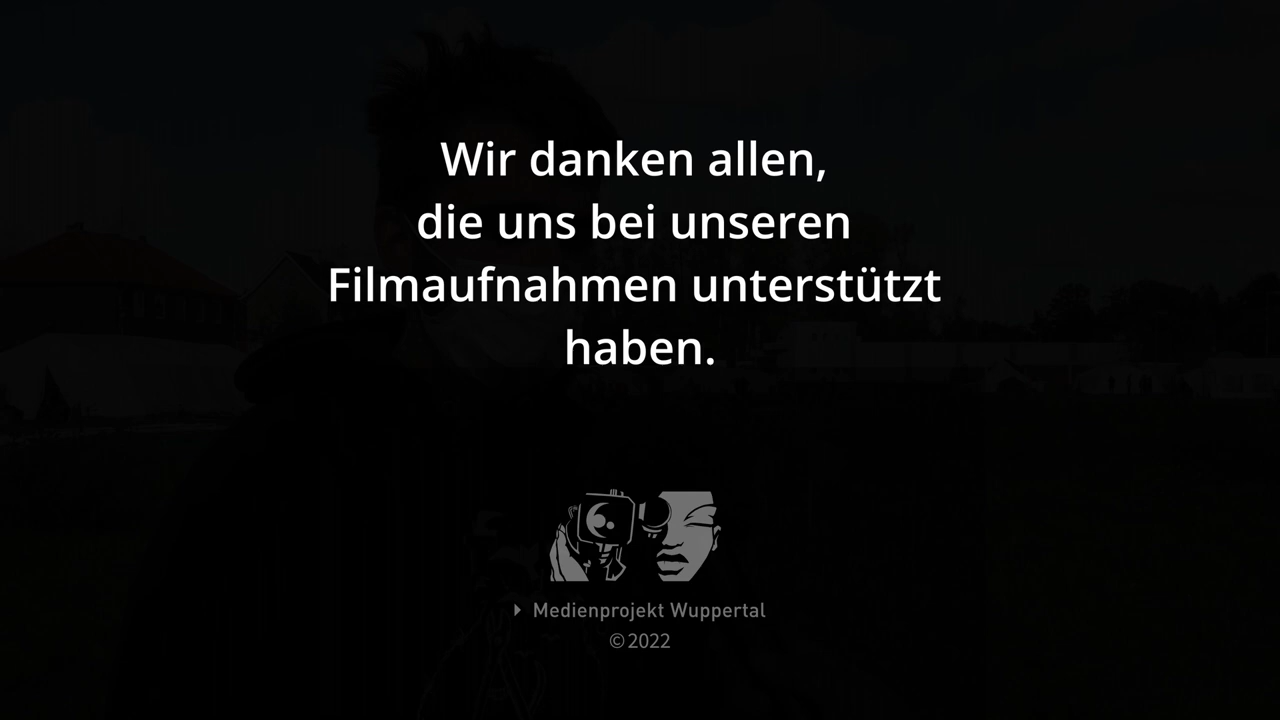 Wir danken allen,
die uns bei unseren
Filmaufnahmen unterstützt
haben.
Medienprojekt Wuppertal
© 2022